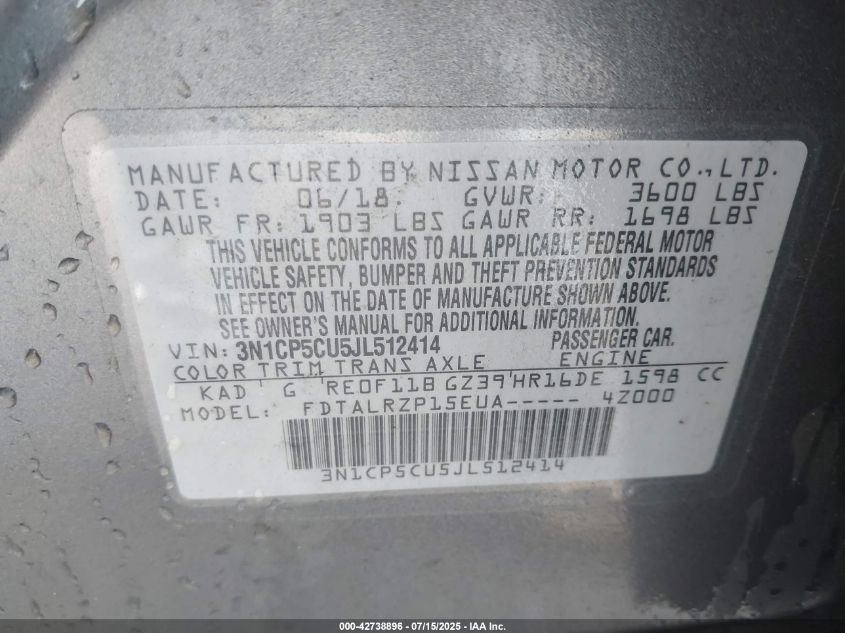 MANUFACTURED BY NISSAN MOTOR CO.,LTD.
DATE: 06/18. GVWR: 3600 LBS
GAWR FR: 1903 LBS GAWR RR: 1698 LBS
THIS VEHICLE CONFORMS TO ALL APPLICABLE FEDERAL MOTOR
VEHICLE SAFETY, BUMPER AND THEFT PREVENTION STANDARDS
IN EFFECT ON THE DATE OF MANUFACTURE SHOWN ABOVE.
SEE OWNER'S MANUAL FOR ADDITIONAL INFORMATION.
VIN: 3N1CP5CU5JL512414 PASSENGER CAR.
COLOR TRIM TRANS AXLE ENGINE
KAD ' G 'RE0F11B GZ39'HR16DE 1598 CC
MODEL: FDTALRZP15EUA----- 4Z000
3N1CP5CU5JL512414
000-42738896 - 07/15/2025 - IAA Inc.